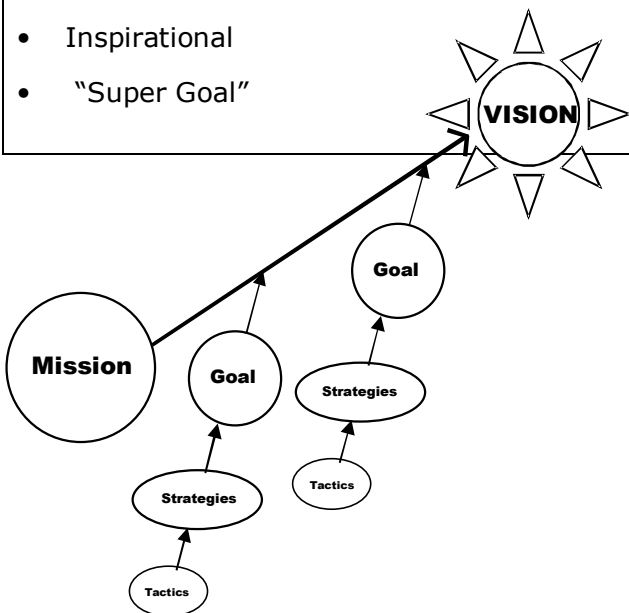 • Inspirational
• “Super Goal”
VISION
Goal
Mission
Goal
Strategies
Tactics
Strategies
Tactics